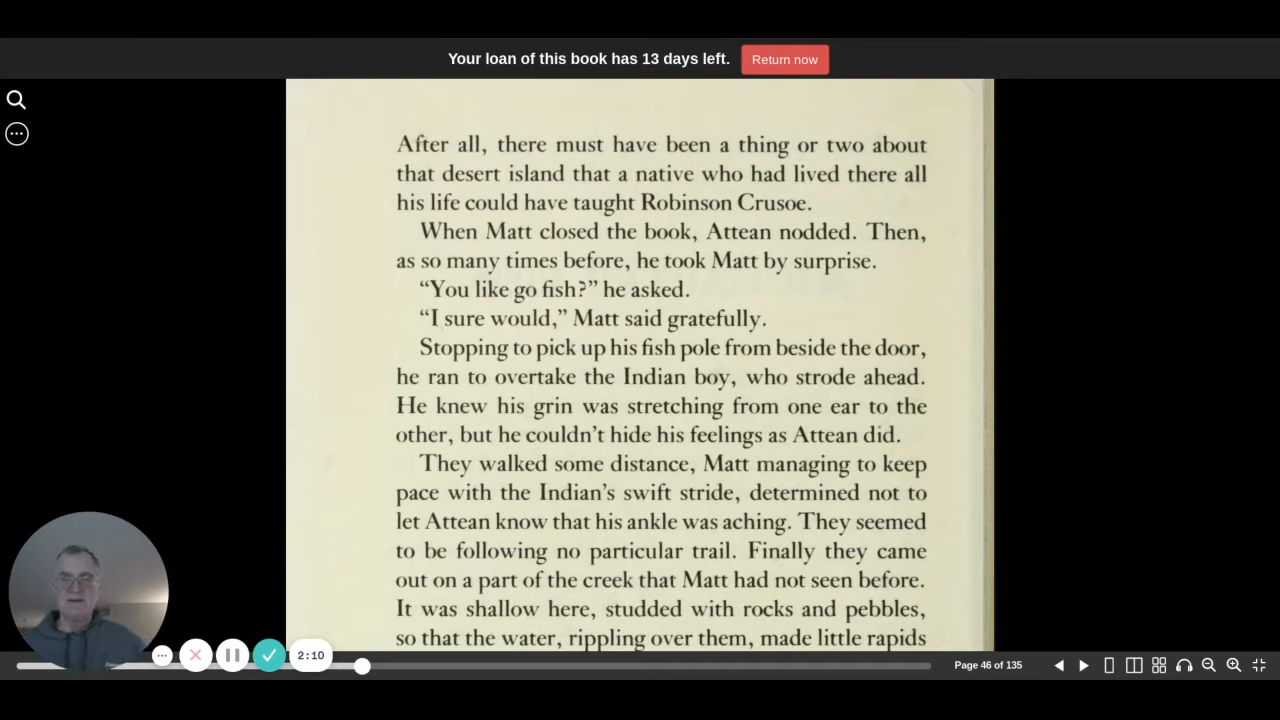 Your loan of this book has 13 days left. Return now
After all, there must have been a thing or two about
that desert island that a native who had lived there all
his life could have taught Robinson Crusoe.
When Matt closed the book, Attean nodded. Then,
as so many times before, he took Matt by surprise.
“You like go fish?” he asked.
“I sure would,” Matt said gratefully.
Stopping to pick up his fish pole from beside the door,
he ran to overtake the Indian boy, who strode ahead.
He knew his grin was stretching from one ear to the
other, but he couldn’t hide his feelings as Attean did.
They walked some distance, Matt managing to keep
pace with the Indian’s swift stride, determined not to
let Attean know that his ankle was aching. They seemed
to be following no particular trail. Finally they came
out on a part of the creek that Matt had not seen before.
It was shallow here, studded with rocks and pebbles,
so that the water, rippling over them, made little rapids
2:10
Page 46 of 135